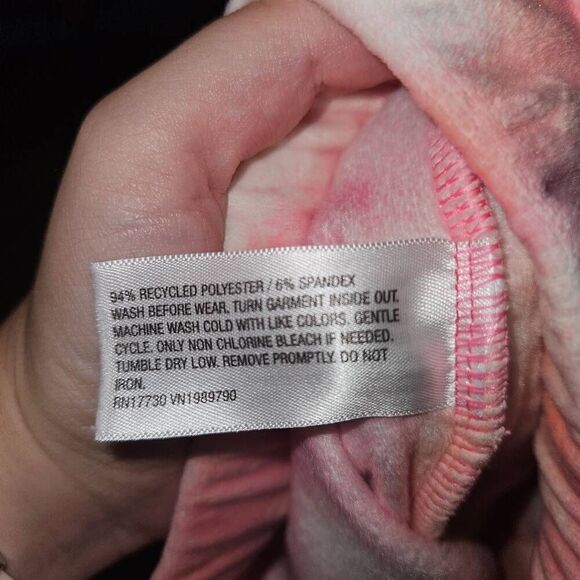 94% RECYCLED POLYESTER / 6% SPANDEX
WASH BEFORE WEAR. TURN GARMENT INSIDE OUT.
MACHINE WASH COLD WITH LIKE COLORS. GENTLE
CYCLE. ONLY NON CHLORINE BLEACH IF NEEDED.
TUMBLE DRY LOW. REMOVE PROMPTLY. DO NOT
IRON.
RN17730 VN1989790